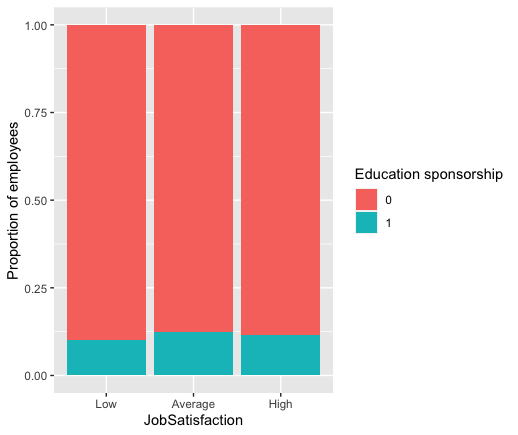 1.00
0.75
0.50
0.25
0.00
Proportion of employees
Low Average High
JobSatisfaction
Education sponsorship
0
1